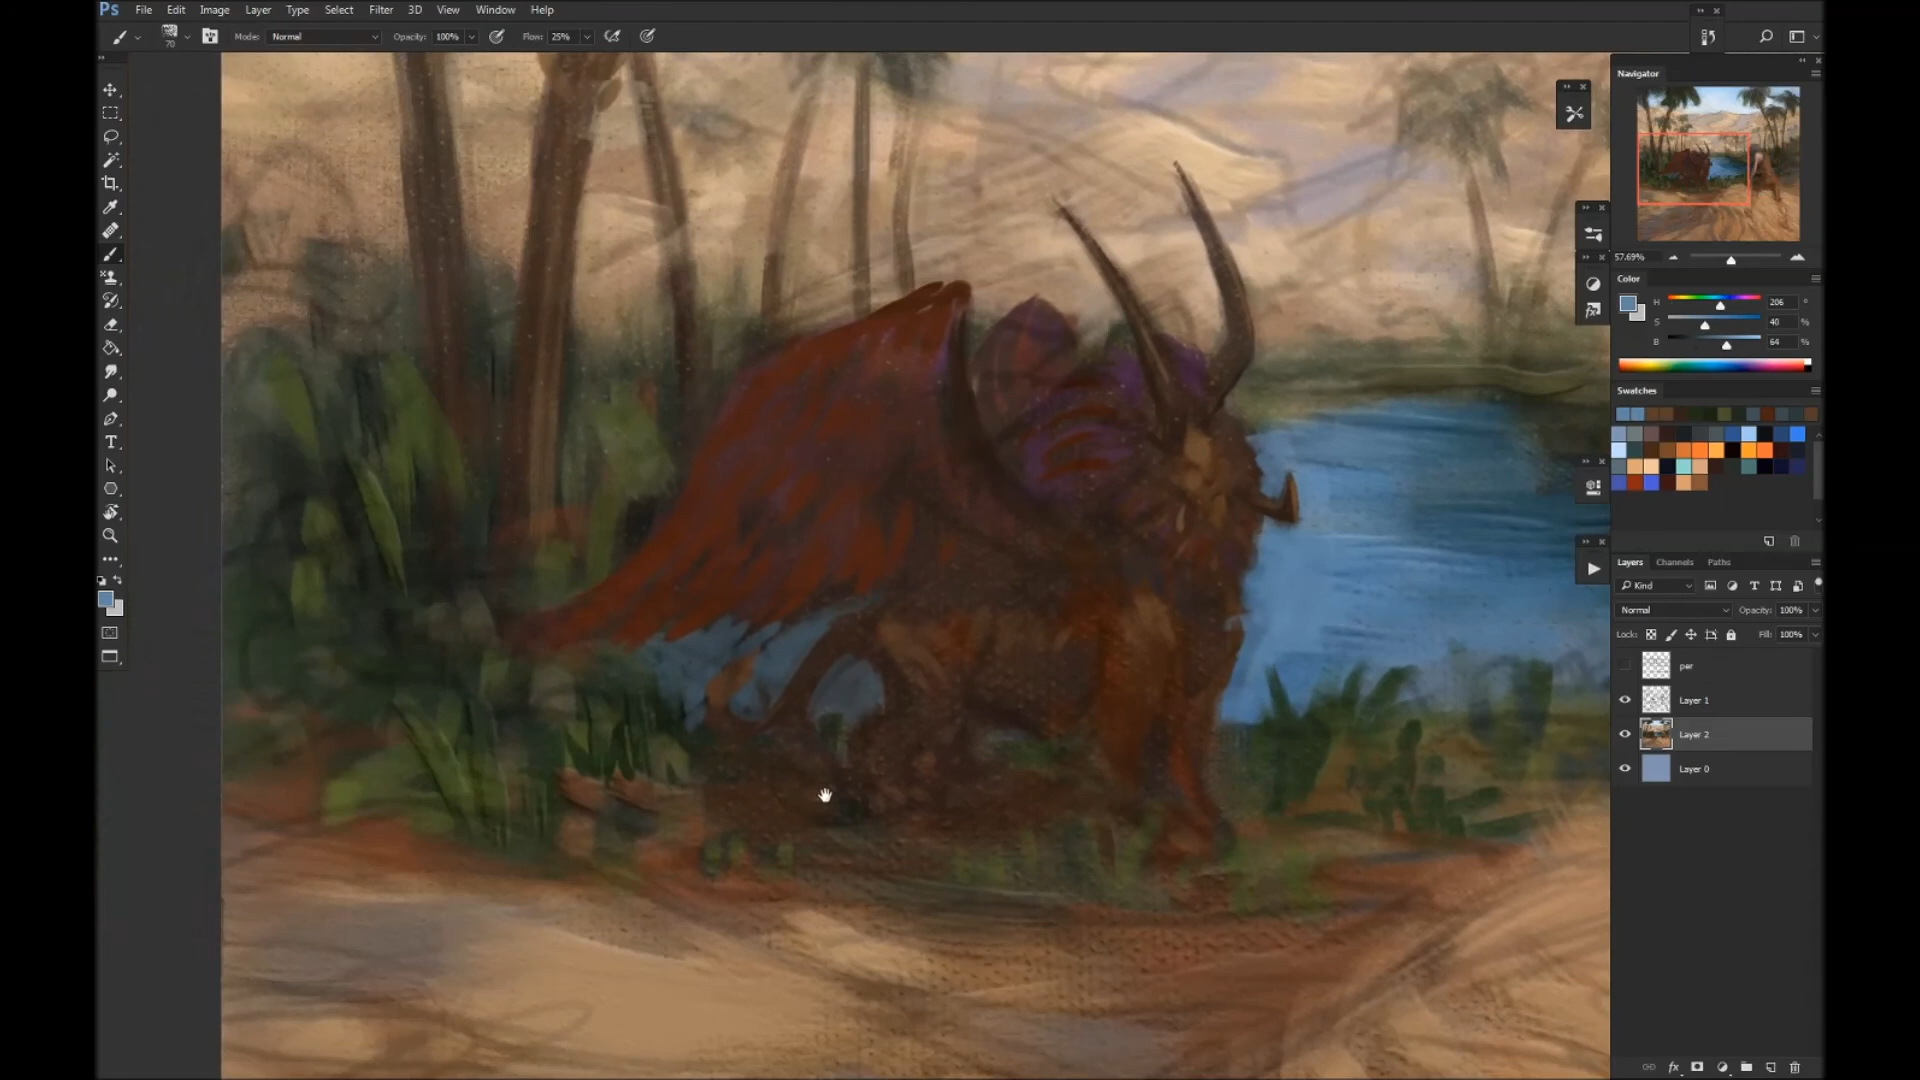 Ps File Edit Image Layer Type Select Filter 3D View Window Help
70 Mode: Normal Opacity: 100% Flow: 25%
Navigator
57.69%
Color
H 206 °
S 40 %
B 64 %
Swatches
Layers Channels Paths
Kind
Normal Opacity: 100%
Lock: Fill: 100%
per
Layer 1
Layer 2
Layer 0